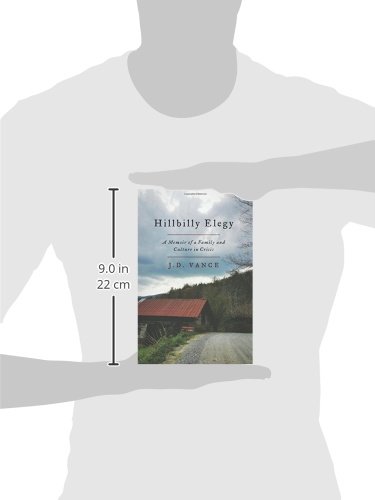 Hillbilly Elegy
A Memoir of a Family and
Culture in Crisis
J.D. VANCE
9.0 in
22 cm